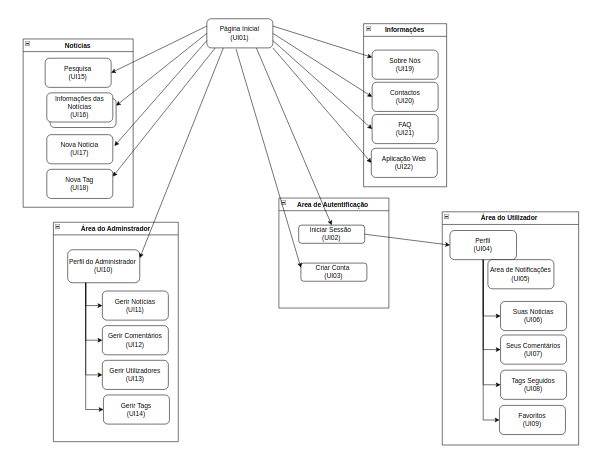 Página Inicial
(UI01)
Notícias
Pesquisa
(UI15)
Informações das
Notícias
(UI16)
Nova Notícia
(UI17)
Nova Tag
(UI18)
Informações
Sobre Nós
(UI19)
Contactos
(UI20)
FAQ
(UI21)
Aplicação Web
(UI22)
Área do Adminstrador
Perfil do Administrador
(UI10)
Gerir Notícias
(UI11)
Gerir Comentários
(UI12)
Gerir Utilizadores
(UI13)
Gerir Tags
(UI14)
Area de Autentificação
Iniciar Sessão
(UI02)
Criar Conta
(UI03)
Área do Utilizador
Perfil
(UI04)
Area de Notificações
(UI05)
Suas Noticias
(UI06)
Seus Comentários
(UI07)
Tags Seguidos
(UI08)
Favoritos
(UI09)